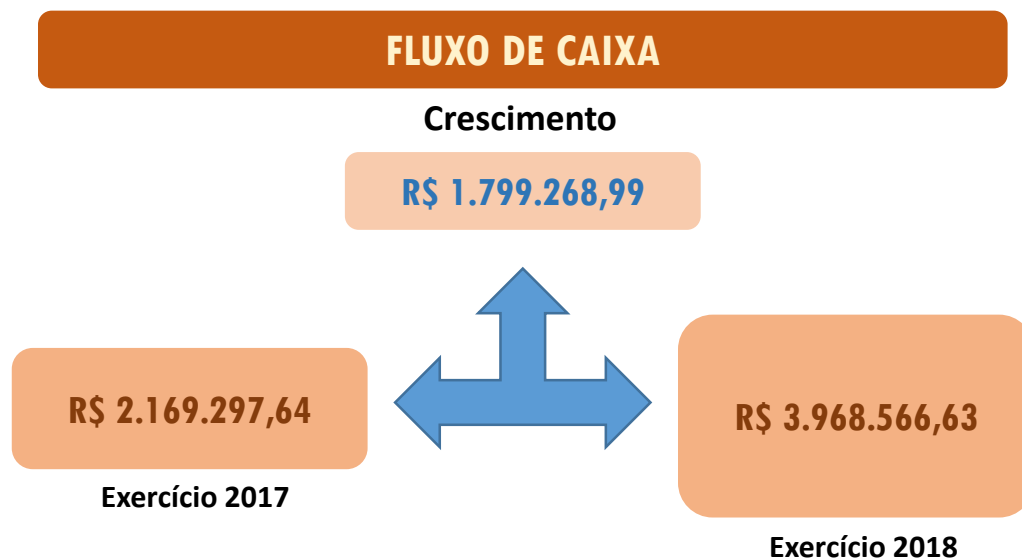 FLUXO DE CAIXA
Crescimento
R$ 1.799.268,99
R$ 2.169.297,64
Exercício 2017
R$ 3.968.566,63
Exercício 2018